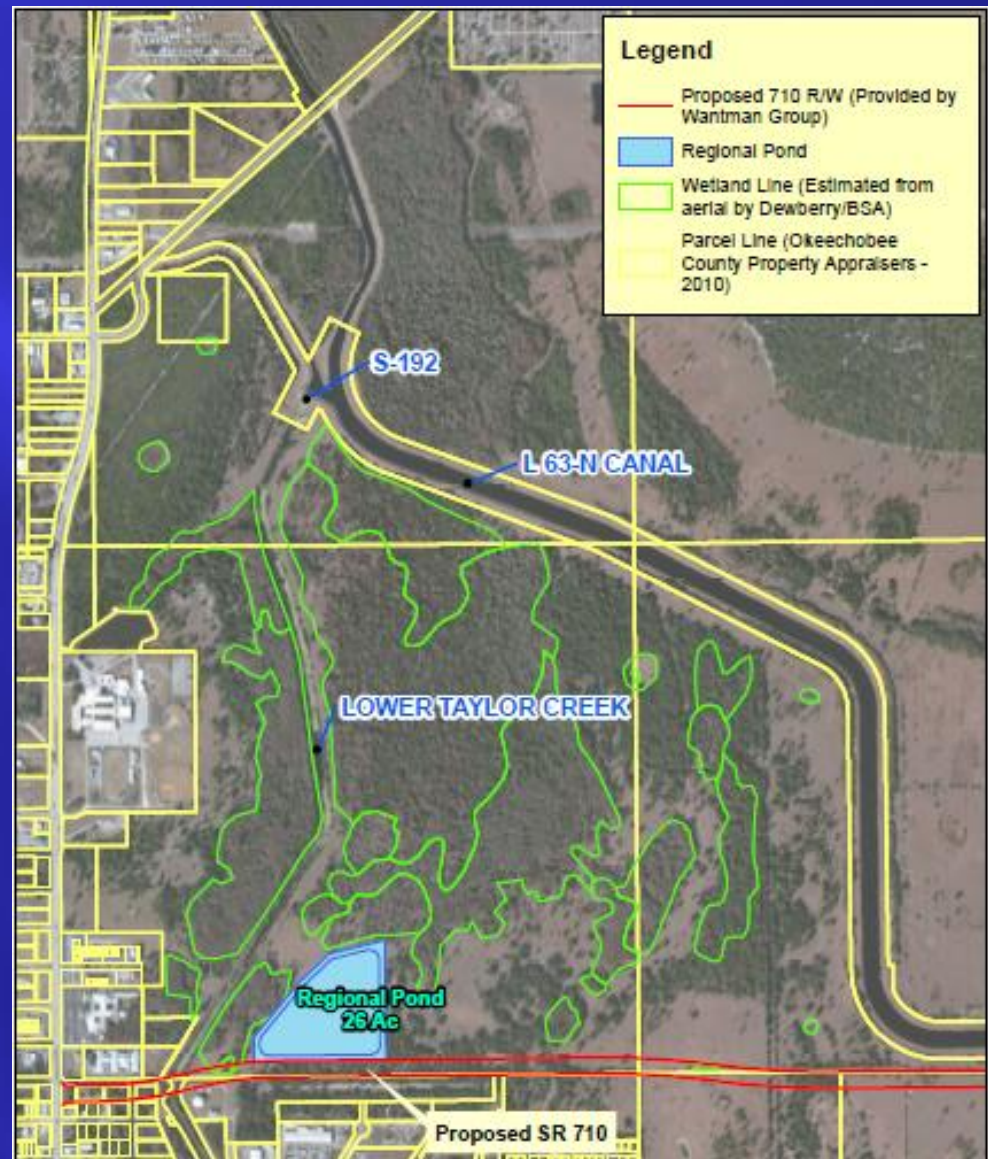 Legend
Proposed 710 R/W (Provided by
Wantman Group)
Regional Pond
Wetland Line (Estimated from
aerial by Dewberry/BSA)
Parcel Line (Okeechobee
County Property Appraisers -
2010)
S-192
L 63-N CANAL
LOWER TAYLOR CREEK
Regional Pond
26 Ac
Proposed SR 710